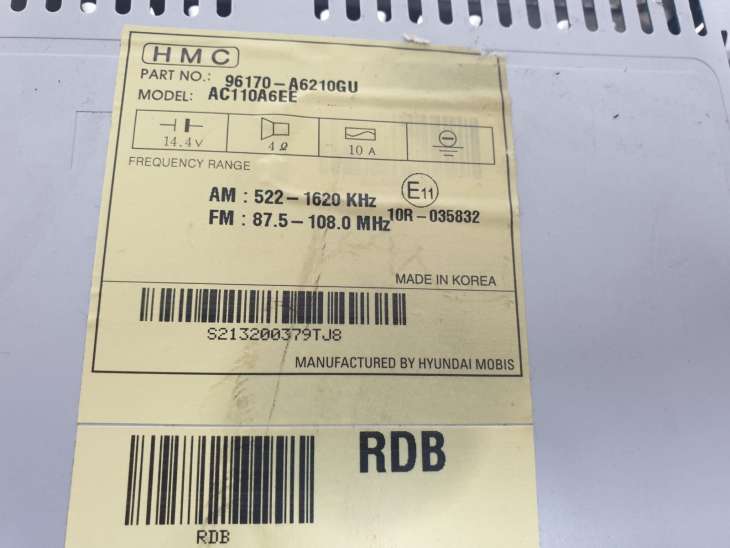 HMC
PART NO.: 96170-A6210GU
MODEL: AC110A6EE
14.4V 4Ω 10 A
FREQUENCY RANGE
AM : 522-1620 KHz E11
FM : 87.5-108.0 MHz 10R-035832
MADE IN KOREA
S213200379TJ8
MANUFACTURED BY HYUNDAI MOBIS
RDB
RDB